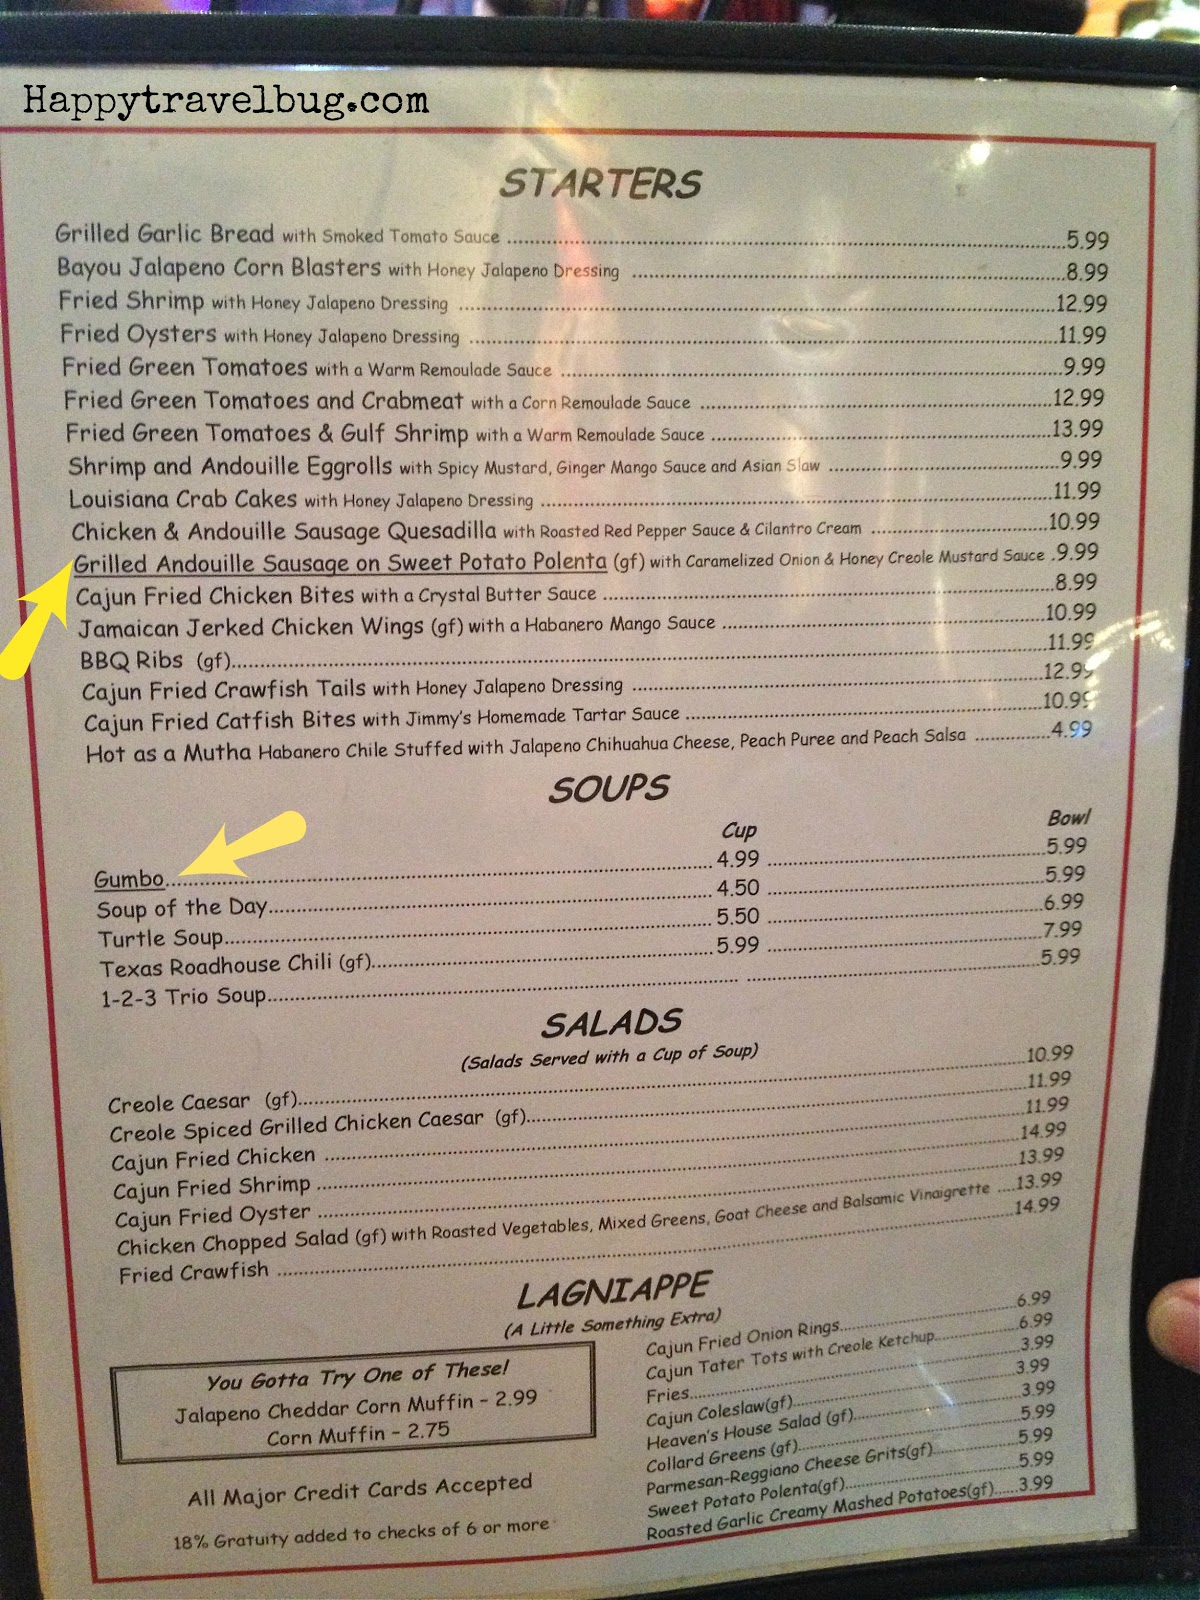 Happytravelbug.com
STARTERS
Grilled Garlic Bread with Smoked Tomato Sauce ..... 5.99
Bayou Jalapeno Corn Blasters with Honey Jalapeno Dressing ..... 8.99
Fried Shrimp with Honey Jalapeno Dressing ..... 12.99
Fried Oysters with Honey Jalapeno Dressing ..... 11.99
Fried Green Tomatoes with a Warm Remoulade Sauce ..... 9.99
Fried Green Tomatoes and Crabmeat with a Corn Remoulade Sauce ..... 12.99
Fried Green Tomatoes & Gulf Shrimp with a Warm Remoulade Sauce ..... 13.99
Shrimp and Andouille Eggrolls with Spicy Mustard, Ginger Mango Sauce and Asian Slaw ..... 9.99
Louisiana Crab Cakes with Honey Jalapeno Dressing ..... 11.99
Chicken & Andouille Sausage Quesadilla with Roasted Red Pepper Sauce & Cilantro Cream ..... 10.99
Grilled Andouille Sausage on Sweet Potato Polenta (gf) with Caramelized Onion & Honey Creole Mustard Sauce .9.99
Cajun Fried Chicken Bites with a Crystal Butter Sauce ..... 8.99
Jamaican Jerked Chicken Wings (gf) with a Habanero Mango Sauce ..... 10.99
BBQ Ribs (gf)..... 11.99
Cajun Fried Crawfish Tails with Honey Jalapeno Dressing ..... 12.99
Cajun Fried Catfish Bites with Jimmy's Homemade Tartar Sauce ..... 10.99
Hot as a Mutha Habanero Chile Stuffed with Jalapeno Chihuahua Cheese, Peach Puree and Peach Salsa ..... 4.99
SOUPS
Cup Bowl
Gumbo..... 4.99 ..... 5.99
Soup of the Day..... 4.50 ..... 5.99
Turtle Soup..... 5.50 ..... 6.99
Texas Roadhouse Chili (gf)..... 5.99 ..... 7.99
1-2-3 Trio Soup..... ..... 5.99
SALADS
(Salads Served with a Cup of Soup)
Creole Caesar (gf)..... 10.99
Creole Spiced Grilled Chicken Caesar (gf)..... 11.99
Cajun Fried Chicken ..... 11.99
Cajun Fried Shrimp ..... 14.99
Cajun Fried Oyster ..... 13.99
Chicken Chopped Salad (gf) with Roasted Vegetables, Mixed Greens, Goat Cheese and Balsamic Vinaigrette ....13.99
Fried Crawfish ..... 14.99
LAGNIAPPE
(A Little Something Extra)
You Gotta Try One of These!
Jalapeno Cheddar Corn Muffin - 2.99
Corn Muffin - 2.75
All Major Credit Cards Accepted
18% Gratuity added to checks of 6 or more
Cajun Fried Onion Rings..... 6.99
Cajun Tater Tots with Creole Ketchup..... 6.99
Fries..... 3.99
Cajun Coleslaw(gf)..... 3.99
Heaven's House Salad (gf)..... 3.99
Collard Greens (gf)..... 5.99
Parmesan-Reggiano Cheese Grits(gf)..... 5.99
Sweet Potato Polenta(gf)..... 5.99
Roasted Garlic Creamy Mashed Potatoes(gf)..... 3.99